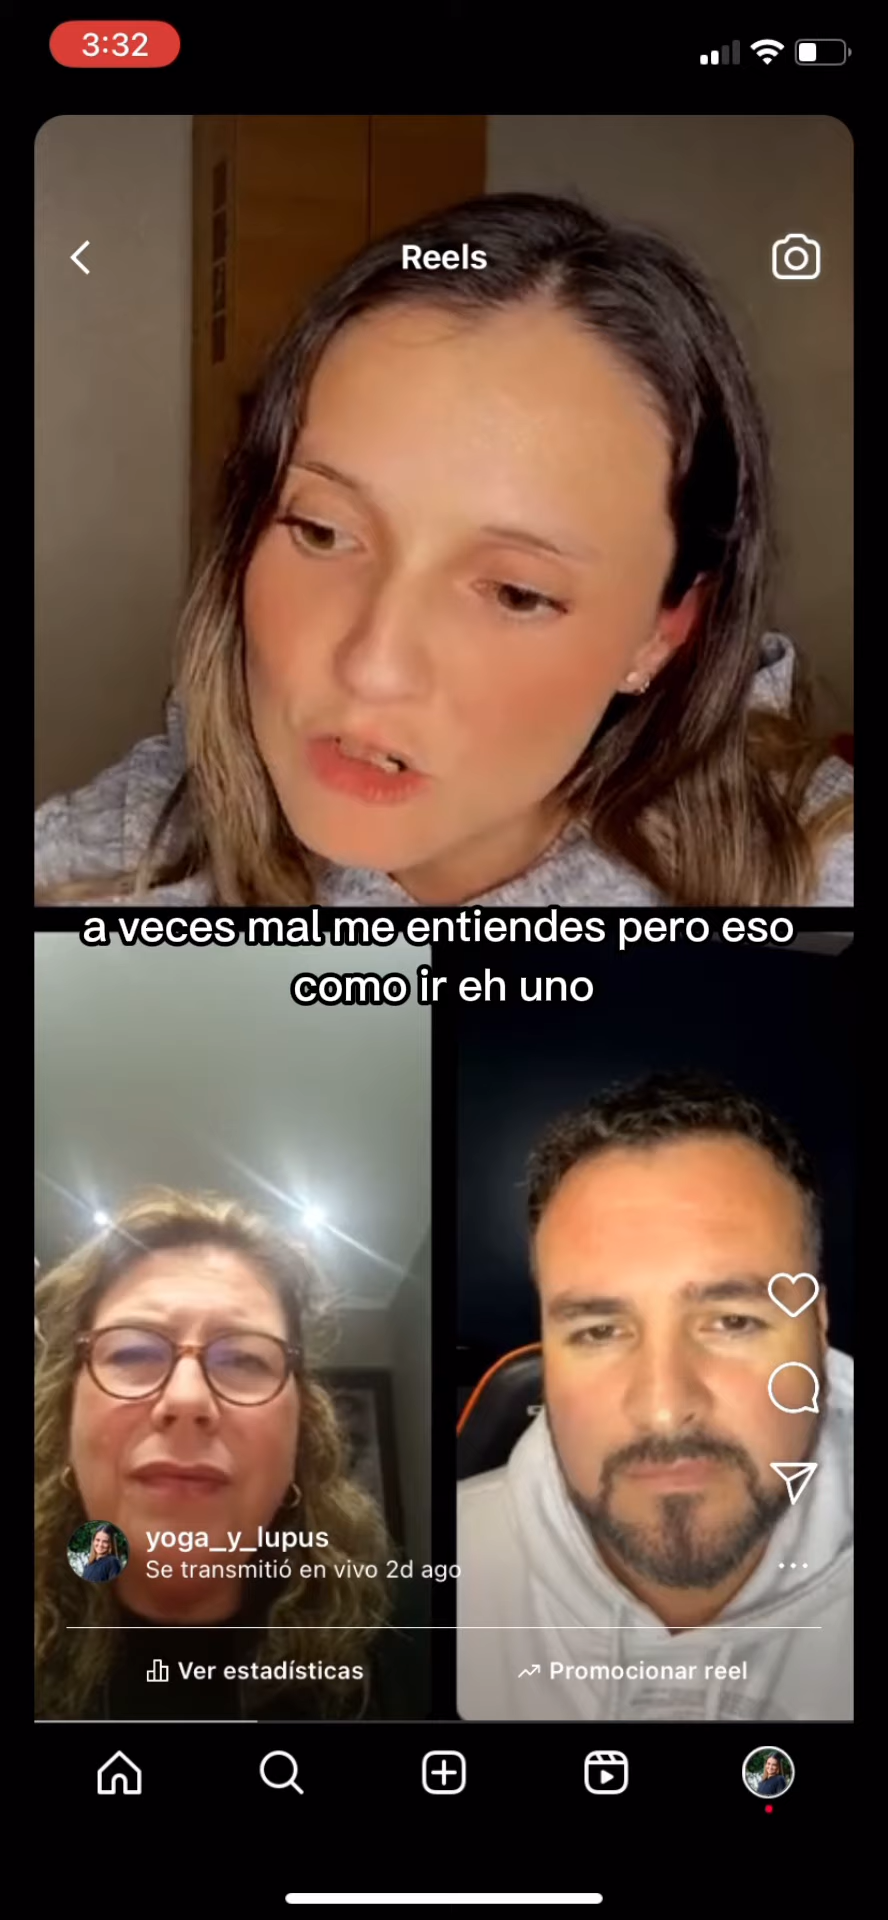 3:32
Reels
a veces mal me entiendes pero eso
como ir eh uno
yoga_y_lupus
Se transmitió en vivo 2d ago
Ver estadísticas
Promocionar reel